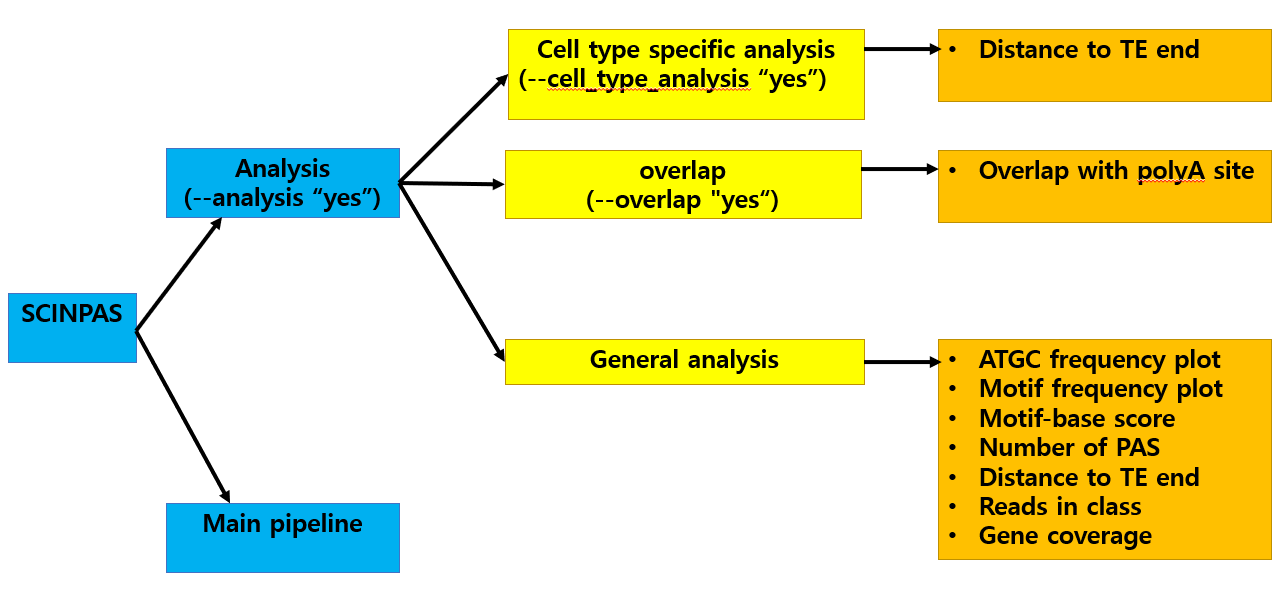 Cell type specific analysis
(--cell_type_analysis “yes”)
• Distance to TE end
Analysis
(--analysis “yes”)
overlap
(--overlap "yes“)
• Overlap with polyA site
SCINPAS
General analysis
• ATGC frequency plot
• Motif frequency plot
• Motif-base score
• Number of PAS
• Distance to TE end
• Reads in class
• Gene coverage
Main pipeline